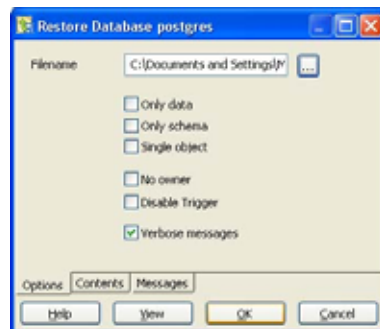 Restore Database postgres
Filename C:\Documents and Settings\M ...
Only data
Only schema
Single object
No owner
Disable Trigger
Verbose messages
Options Contents Messages
Help View OK Cancel